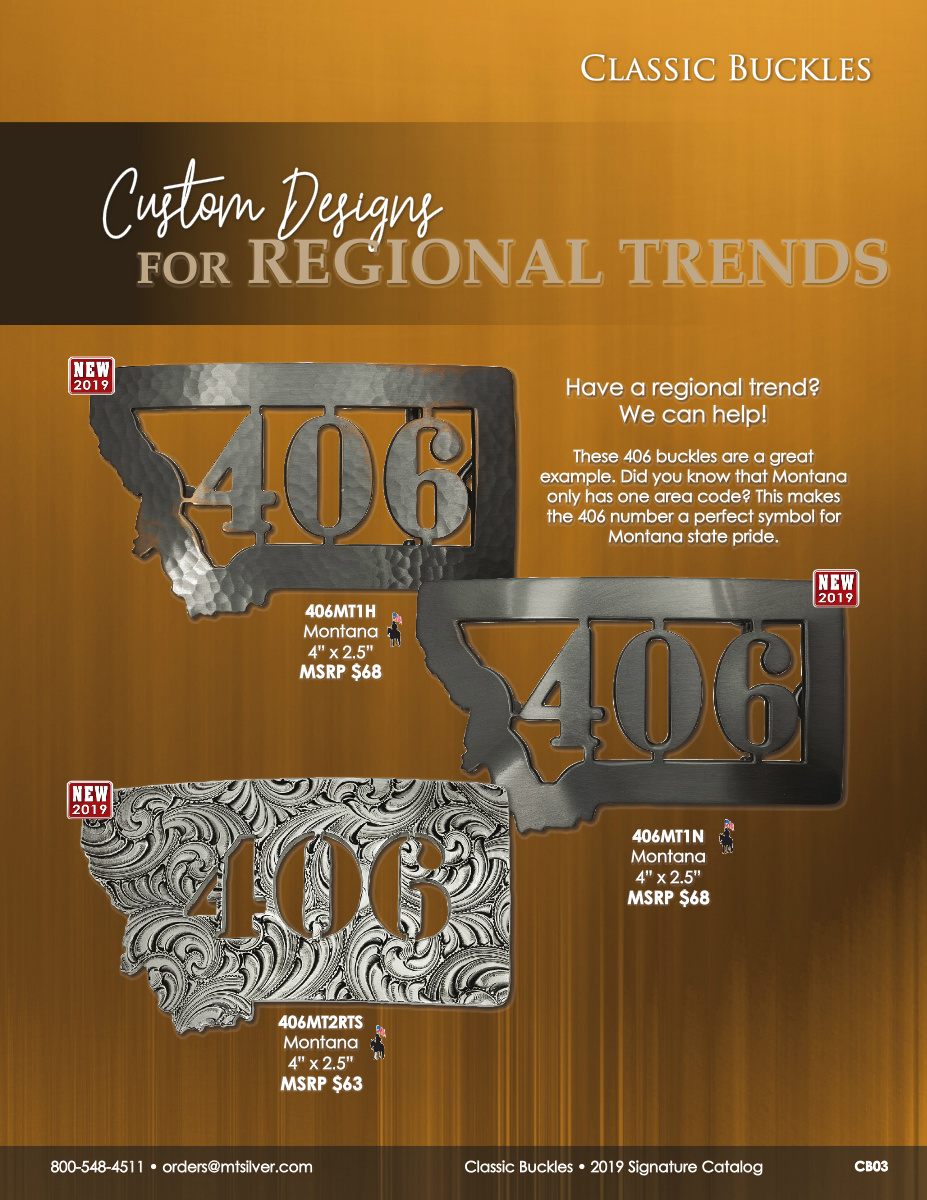 CLASSIC BUCKLES
Custom Designs
FOR REGIONAL TRENDS
NEW
2019
406
Have a regional trend?
We can help!
These 406 buckles are a great
example. Did you know that Montana
only has one area code? This makes
the 406 number a perfect symbol for
Montana state pride.
406MT1H
Montana
4” x 2.5”
MSRP $68
NEW
2019
406
406MT1N
Montana
4” x 2.5”
MSRP $68
NEW
2019
406
406MT2RTS
Montana
4” x 2.5”
MSRP $63
800-548-4511 • orders@mtsilver.com
Classic Buckles • 2019 Signature Catalog
CB03